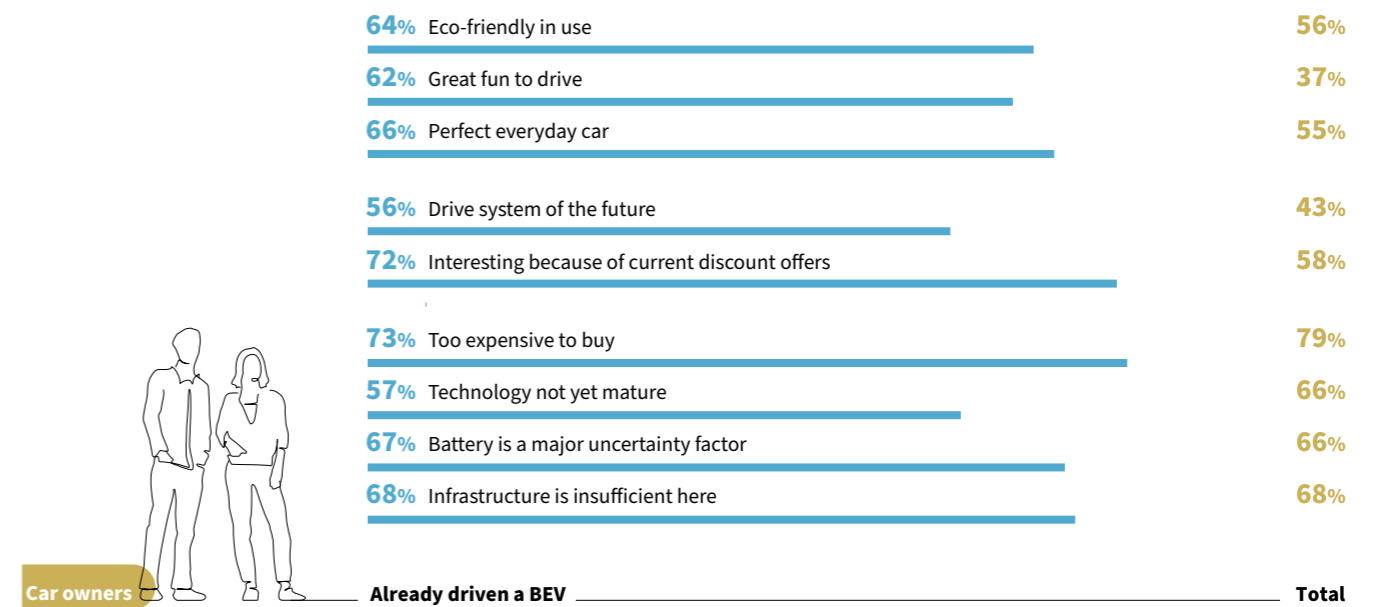 64% Eco-friendly in use 56%
62% Great fun to drive 37%
66% Perfect everyday car 55%
56% Drive system of the future 43%
72% Interesting because of current discount offers 58%
73% Too expensive to buy 79%
57% Technology not yet mature 66%
67% Battery is a major uncertainty factor 66%
68% Infrastructure is insufficient here 68%
Car owners Already driven a BEV Total